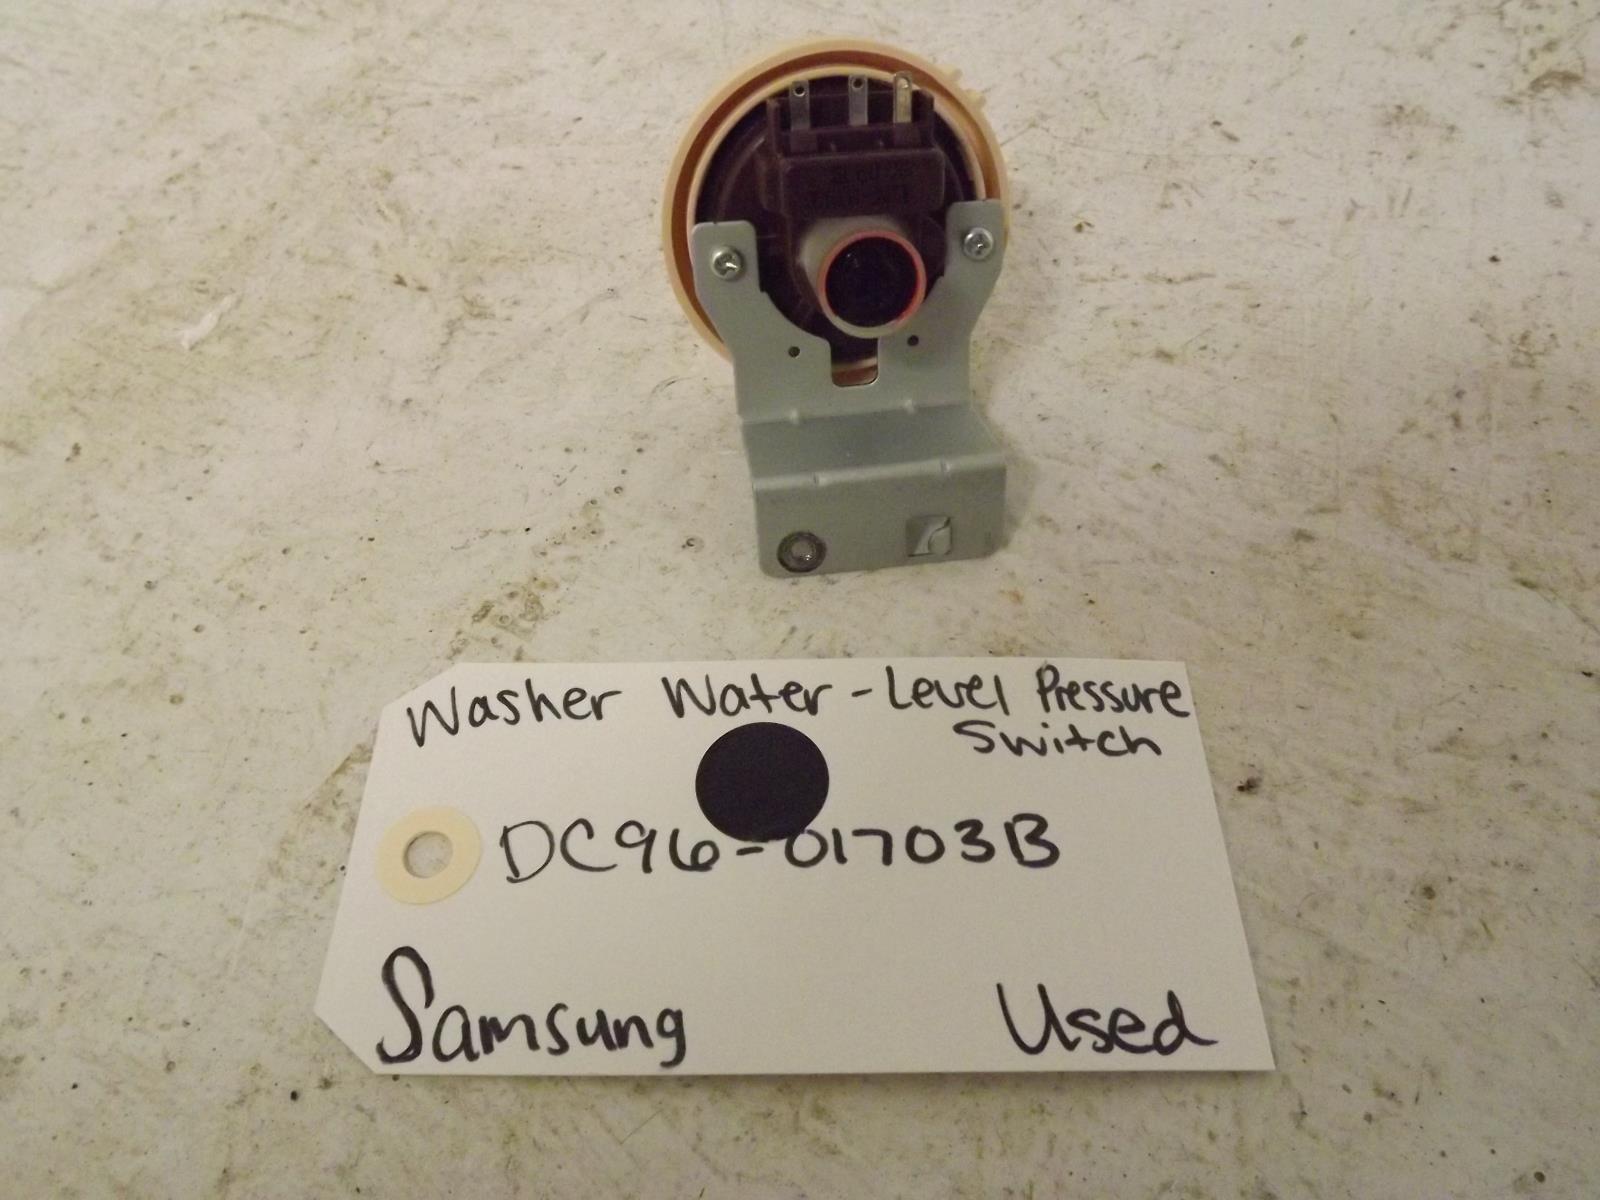 Washer Water-Level Pressure
Switch
DC96-01703B
Samsung
Used